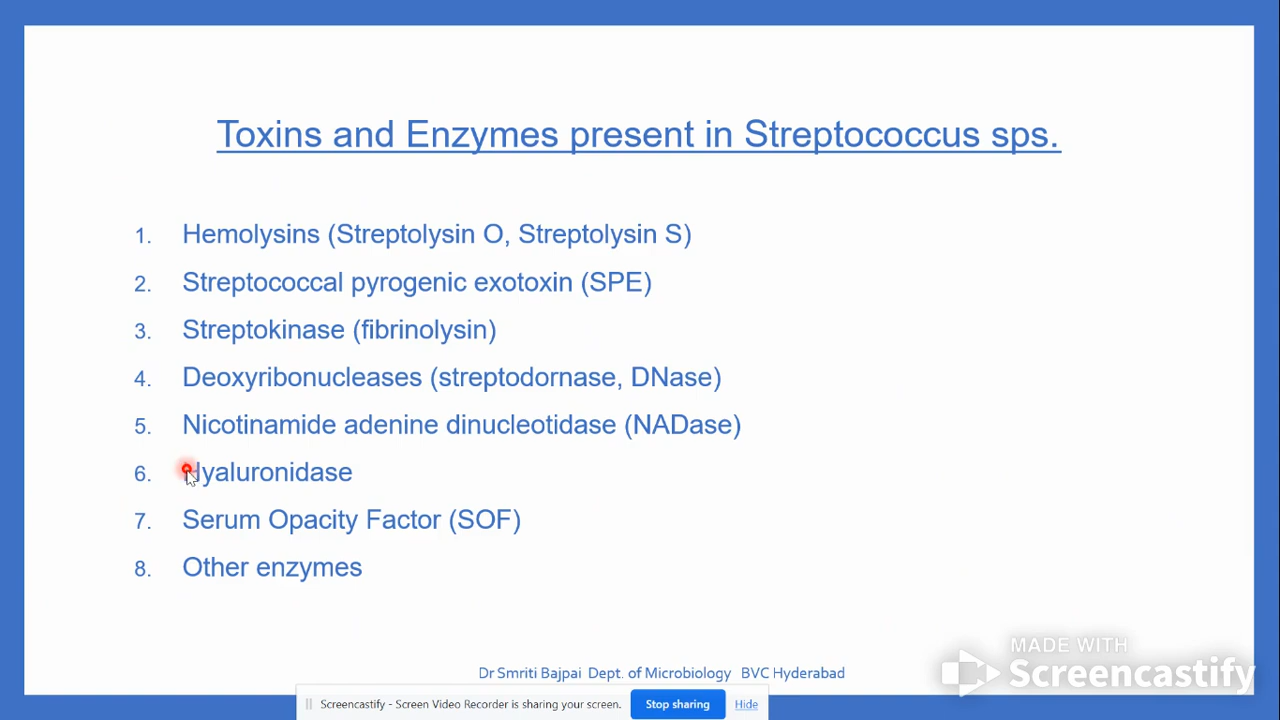 Toxins and Enzymes present in Streptococcus sps.
1. Hemolysins (Streptolysin O, Streptolysin S)
2. Streptococcal pyrogenic exotoxin (SPE)
3. Streptokinase (fibrinolysin)
4. Deoxyribonucleases (streptodornase, DNase)
5. Nicotinamide adenine dinucleotidase (NADase)
6. Hyaluronidase
7. Serum Opacity Factor (SOF)
8. Other enzymes
Dr Smriti Bajpai Dept. of Microbiology BVC Hyderabad
MADE WITH
Screencastify
Screencastify - Screen Video Recorder is sharing your screen. Stop sharing Hide